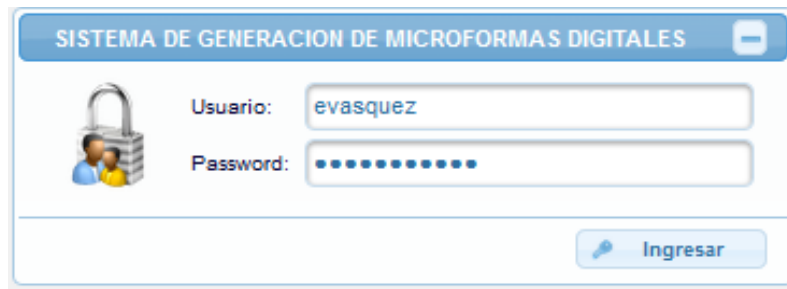 SISTEMA DE GENERACION DE MICROFORMAS DIGITALES
Usuario: evasquez
Password: •••••••••••
Ingresar